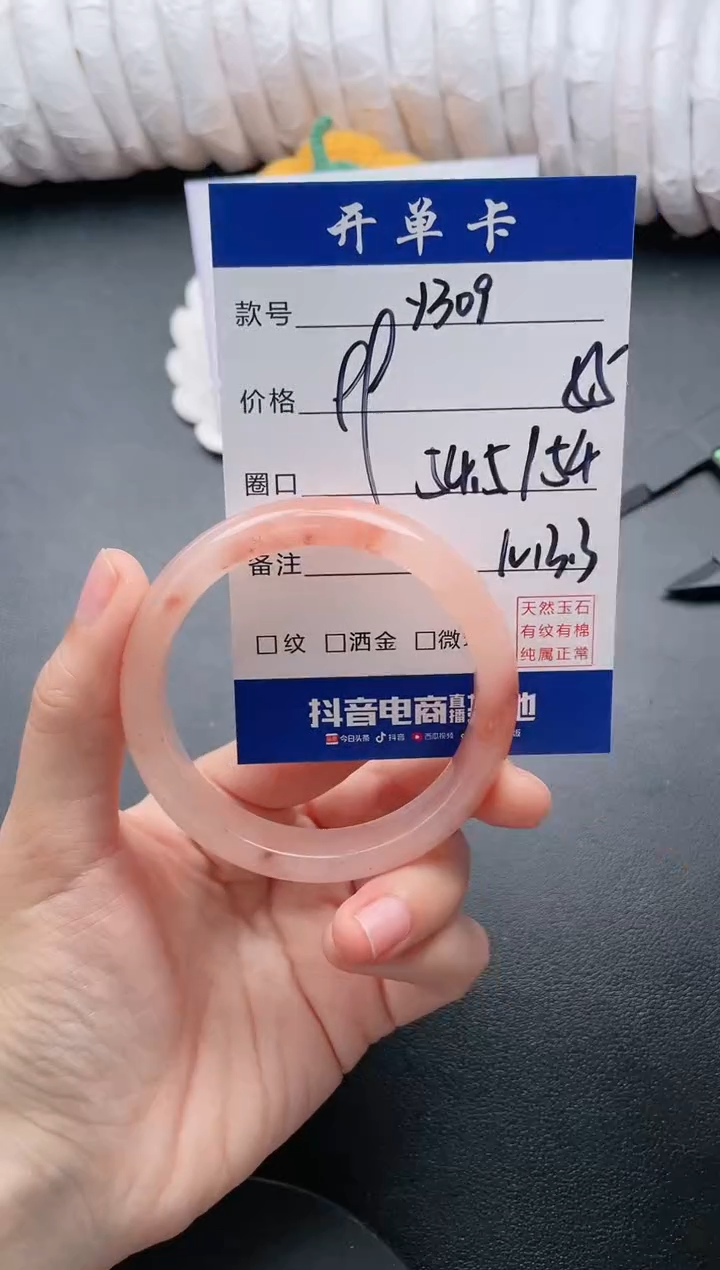 开单卡
款号 y309
价格
圈口 54.5/54
备注
□纹 □洒金 □微
天然玉石
有纹有棉
纯属正常
抖音电商直播
今日头条 抖音 西瓜视频